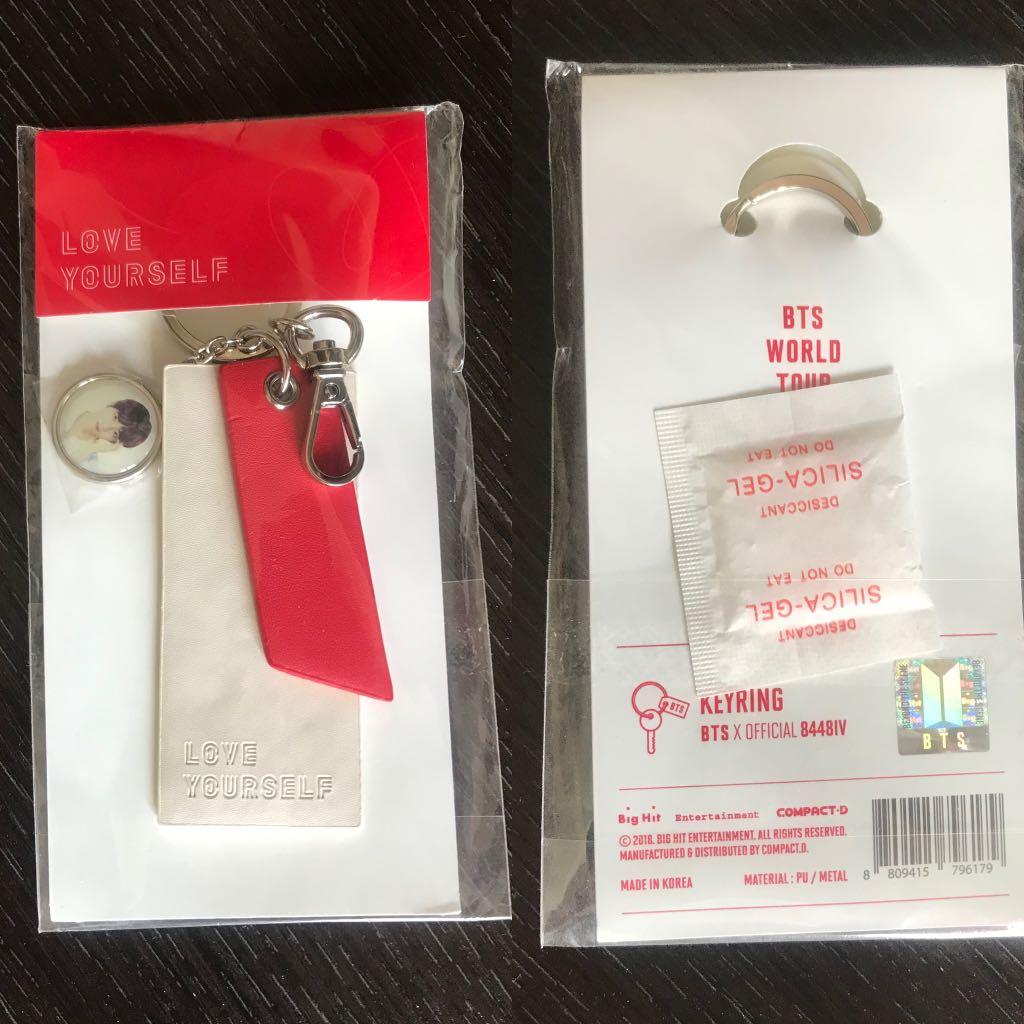 LOVE
YOURSELF
LOVE
YOURSELF
BTS
WORLD
TOUR
DESICCANT
SILICA-GEL
DO NOT EAT
DESICCANT
SILICA-GEL
DO NOT EAT
BTS
KEYRING
BTS X OFFICIAL 8448IV
BTS
Big Hit Entertainment COMPACT·D
© 2018. BIG HIT ENTERTAINMENT. ALL RIGHTS RESERVED.
MANUFACTURED & DISTRIBUTED BY COMPACT.D.
MADE IN KOREA MATERIAL : PU / METAL
8 809415 796179